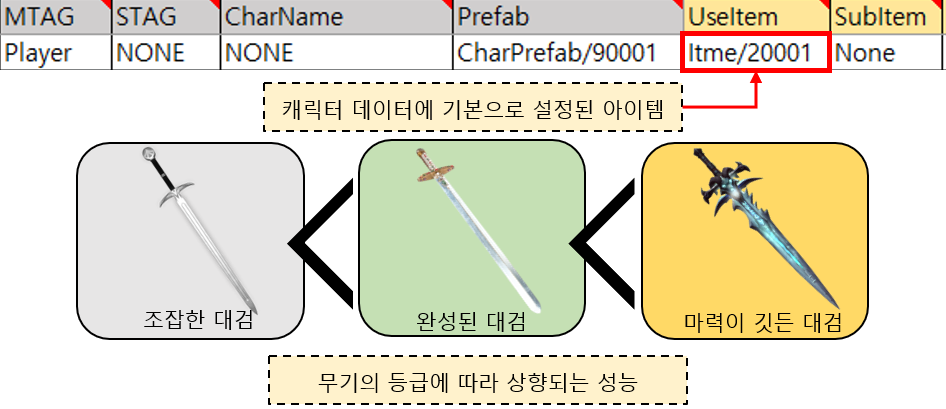 MTAG STAG CharName Prefab UseItem SubItem
Player NONE NONE CharPrefab/90001 Itme/20001 None
캐릭터 데이터에 기본으로 설정된 아이템
조잡한 대검 완성된 대검 마력이 깃든 대검
무기의 등급에 따라 상향되는 성능